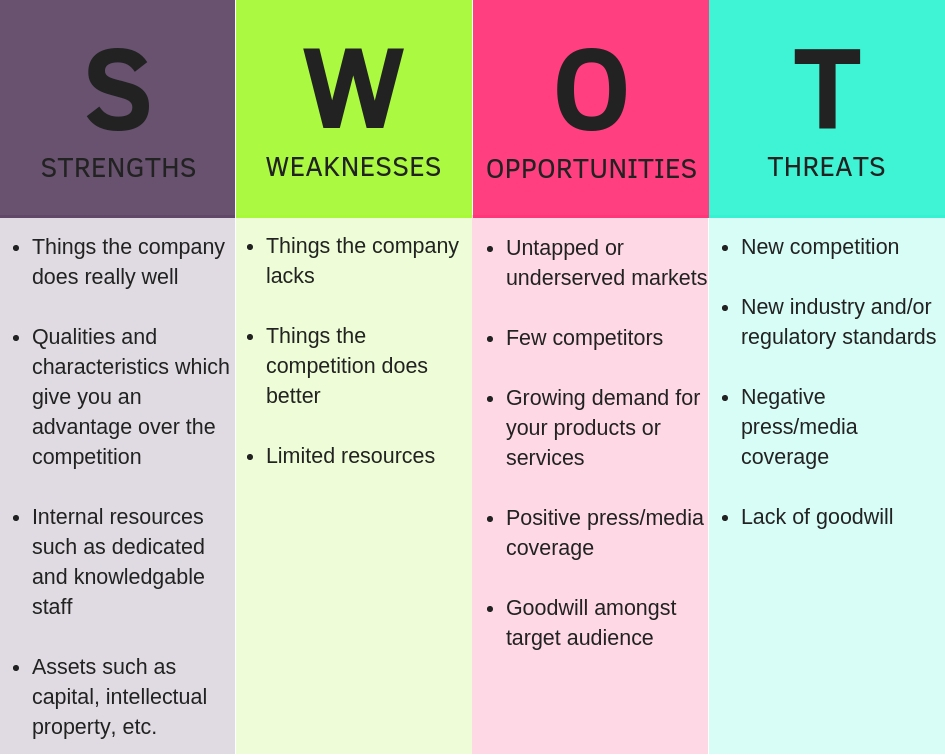 S
STRENGTHS
• Things the company
does really well
• Qualities and
characteristics which
give you an
advantage over the
competition
• Internal resources
such as dedicated
and knowledgable
staff
• Assets such as
capital, intellectual
property, etc.
W
WEAKNESSES
• Things the company
lacks
• Things the
competition does
better
• Limited resources
O
OPPORTUNITIES
• Untapped or
underserved markets
• Few competitors
• Growing demand for
your products or
services
• Positive press/media
coverage
• Goodwill amongst
target audience
T
THREATS
• New competition
• New industry and/or
regulatory standards
• Negative
press/media
coverage
• Lack of goodwill